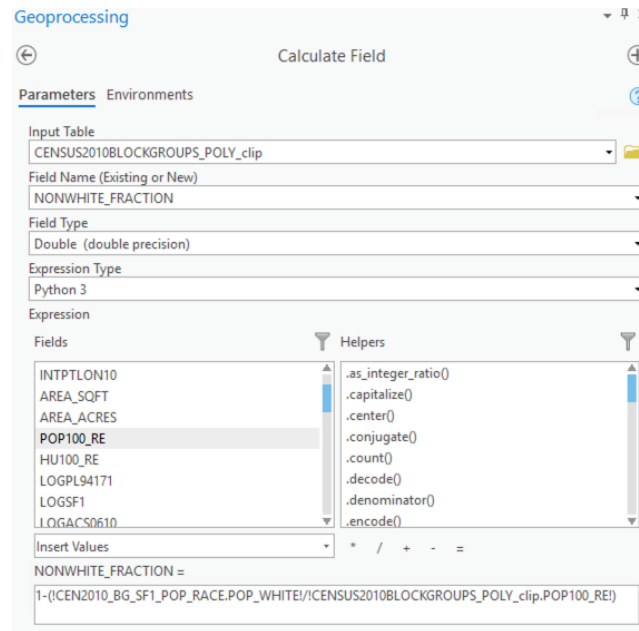 Geoprocessing
Calculate Field
Parameters Environments
Input Table
CENSUS2010BLOCKGROUPS_POLY_clip
Field Name (Existing or New)
NONWHITE_FRACTION
Field Type
Double (double precision)
Expression Type
Python 3
Expression
Fields Helpers
INTPTLON10 .as_integer_ratio()
AREA_SQFT .capitalize()
AREA_ACRES .center()
POP100_RE .conjugate()
HU100_RE .count()
LOGPL94171 .decode()
LOGSF1 .denominator()
LOGACS0610 .encode()
Insert Values * / + - =
NONWHITE_FRACTION =
1-(!CEN2010_BG_SF1_POP_RACE.POP_WHITE!/!CENSUS2010BLOCKGROUPS_POLY_clip.POP100_RE!)